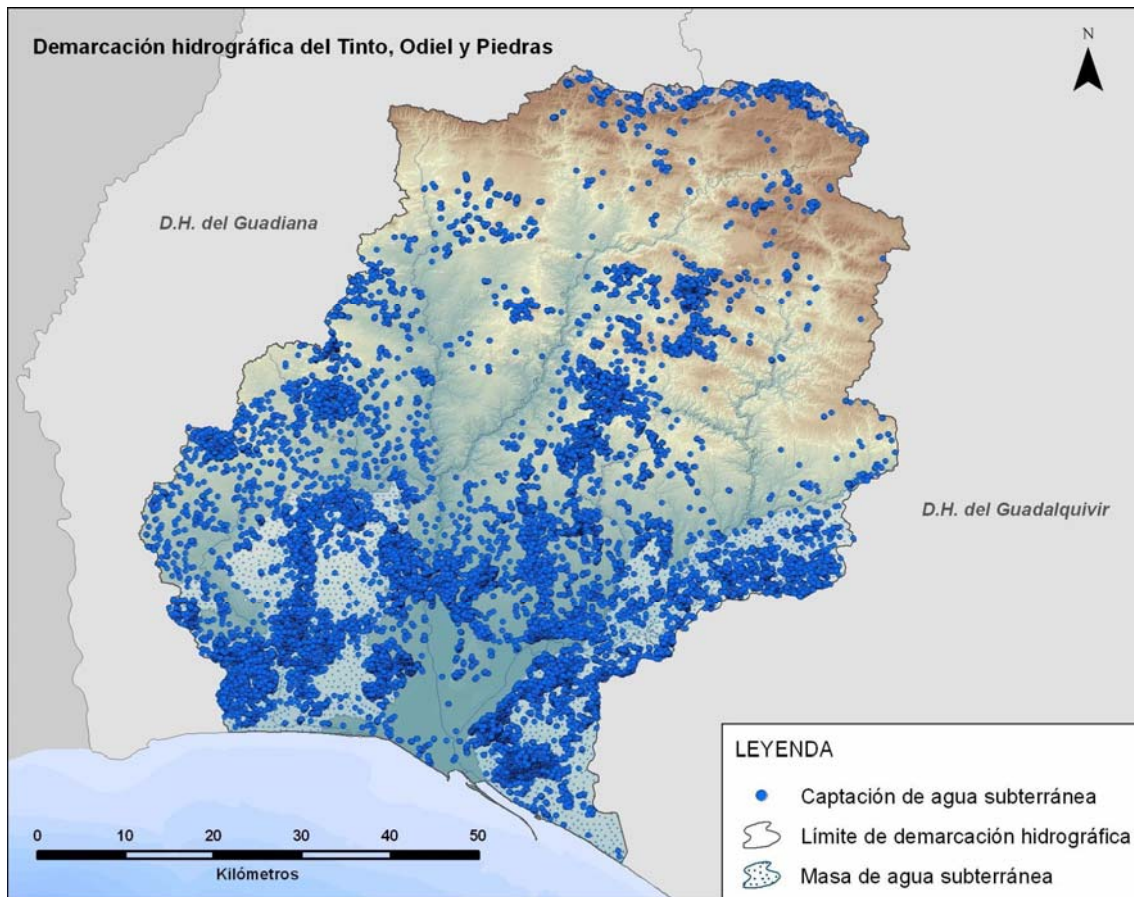 Demarcación hidrográfica del Tinto, Odiel y Piedras
N
D.H. del Guadiana
D.H. del Guadalquivir
LEYENDA
Captación de agua subterránea
Límite de demarcación hidrográfica
Masa de agua subterránea
0 10 20 30 40 50
Kilómetros